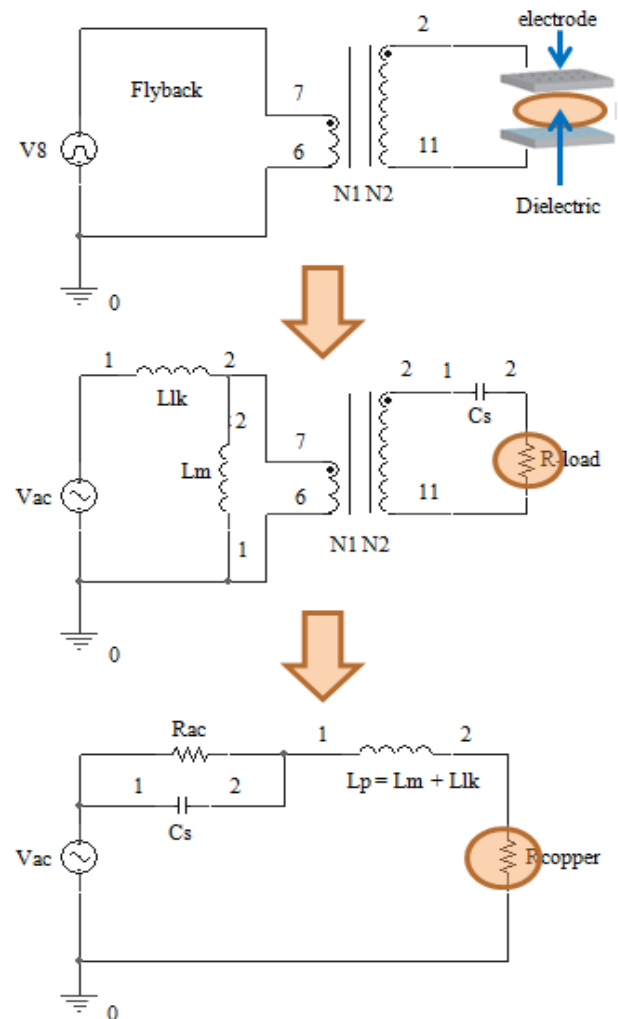 2
electrode
Flyback
7
V8
6
11
N1 N2
Dielectric
0
1
2
2
1
2
Llk
Cs
2
7
Lm
R-load
Vac
6
11
1
N1 N2
0
Rac
1
2
1
2
Lp = Lm + Llk
Cs
Vac
Rcopper
0